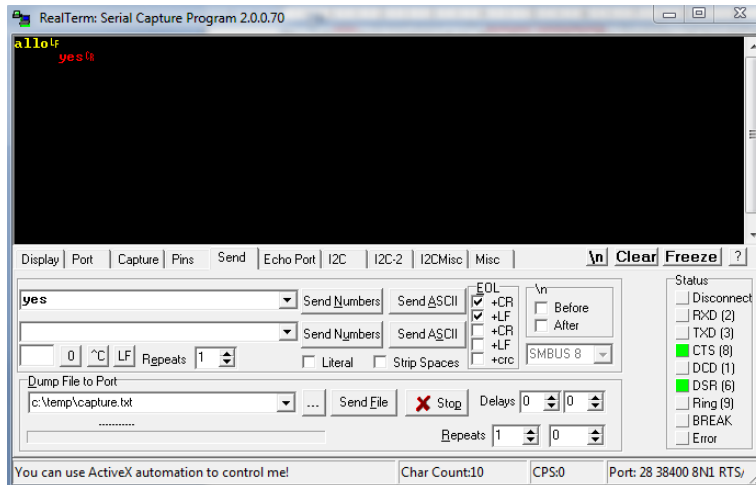 RealTerm: Serial Capture Program 2.0.0.70
alloLF
yes
Display Port Capture Pins Send Echo Port I2C I2C-2 I2CMisc Misc \n Clear Freeze ?
yes Send Numbers Send ASCII
Send Numbers Send ASCII
0 ^C LF Repeats 1 Literal Strip Spaces
EOL
+CR
+LF
+CR
+LF
+crc
\n
Before
After
SMBUS 8
Dump File to Port
c:\temp\capture.txt ... Send File Stop Delays 0 0
Repeats 1 0
Status
Disconnect
RXD (2)
TXD (3)
CTS (8)
DCD (1)
DSR (6)
Ring (9)
BREAK
Error
You can use ActiveX automation to control me! Char Count:10 CPS:0 Port: 28 38400 8N1 RTS/